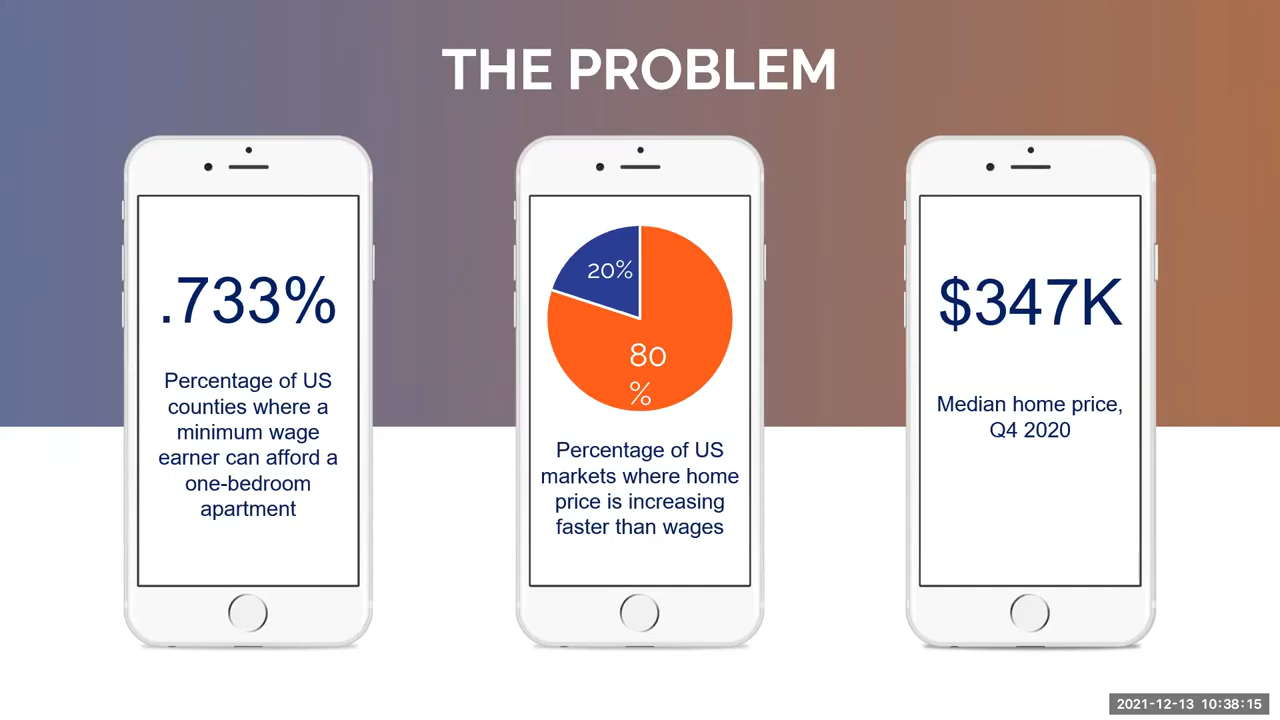 THE PROBLEM
.733%
Percentage of US
counties where a
minimum wage
earner can afford a
one-bedroom
apartment
20%
80
%
Percentage of US
markets where home
price is increasing
faster than wages
$347K
Median home price,
Q4 2020
2021-12-13 10:38:15